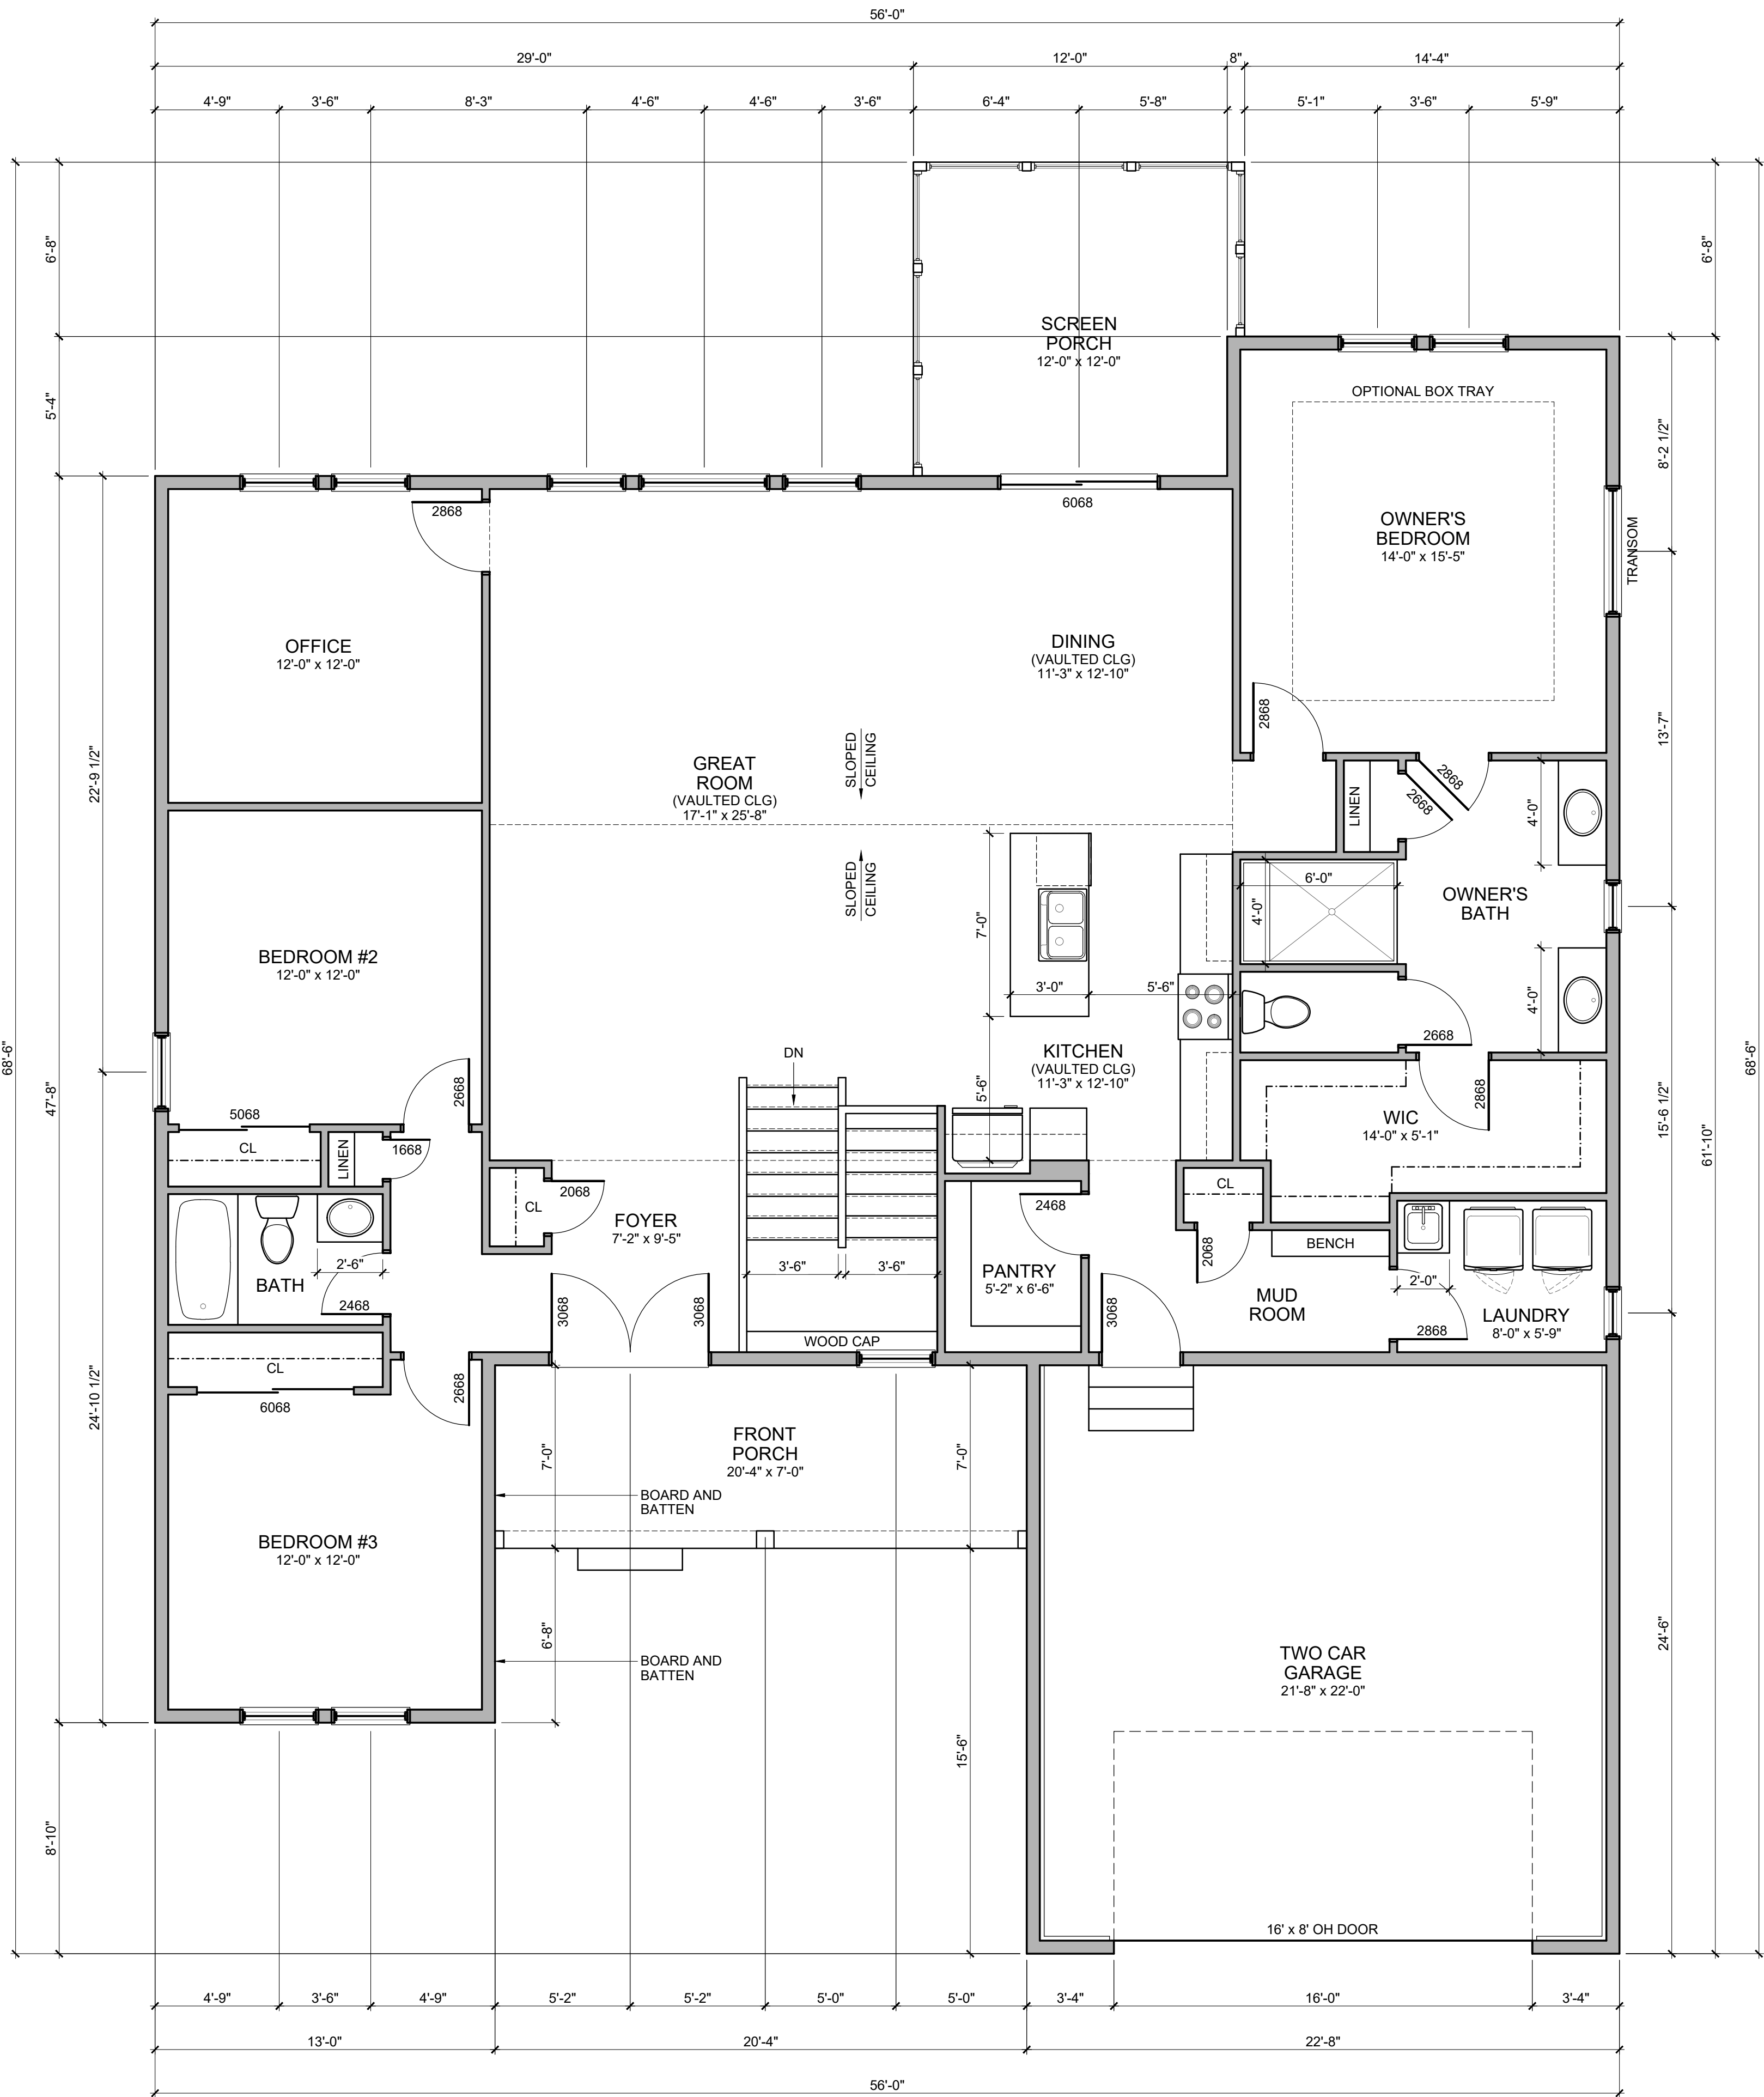 56'-0"
29'-0"
12'-0"
8"
14'-4"
4'-9"
3'-6"
8'-3"
4'-6"
4'-6"
3'-6"
6'-4"
5'-8"
5'-1"
3'-6"
5'-9"
6'-8"
5'-4"
22'-9 1/2"
47'-8"
68'-6"
24'-10 1/2"
8'-10"
6'-8"
8'-2 1/2"
13'-7"
15'-6 1/2"
61'-10"
68'-6"
24'-6"
SCREEN
PORCH
12'-0" x 12'-0"
OPTIONAL BOX TRAY
OWNER'S
BEDROOM
14'-0" x 15'-5"
TRANSOM
2868
6068
OFFICE
12'-0" x 12'-0"
DINING
(VAULTED CLG)
11'-3" x 12'-10"
2868
GREAT
ROOM
(VAULTED CLG)
17'-1" x 25'-8"
SLOPED
CEILING
SLOPED
CEILING
LINEN
2668
2868
4'-0"
6'-0"
4'-0"
OWNER'S
BATH
4'-0"
2668
7'-0"
3'-0"
5'-6"
5'-6"
KITCHEN
(VAULTED CLG)
11'-3" x 12'-10"
BEDROOM #2
12'-0" x 12'-0"
2668
5068
CL
LINEN
1668
DN
WIC
14'-0" x 5'-1"
2868
CL
2068
FOYER
7'-2" x 9'-5"
3'-6"
3'-6"
2468
PANTRY
5'-2" x 6'-6"
CL
2068
BENCH
MUD
ROOM
2'-0"
LAUNDRY
8'-0" x 5'-9"
2868
2'-6"
BATH
2468
3068
3068
WOOD CAP
3068
CL
6068
2668
FRONT
PORCH
20'-4" x 7'-0"
7'-0"
7'-0"
BOARD AND
BATTEN
BEDROOM #3
12'-0" x 12'-0"
6'-8"
BOARD AND
BATTEN
15'-6"
TWO CAR
GARAGE
21'-8" x 22'-0"
16' x 8' OH DOOR
4'-9"
3'-6"
4'-9"
5'-2"
5'-2"
5'-0"
5'-0"
3'-4"
16'-0"
3'-4"
13'-0"
20'-4"
22'-8"
56'-0"